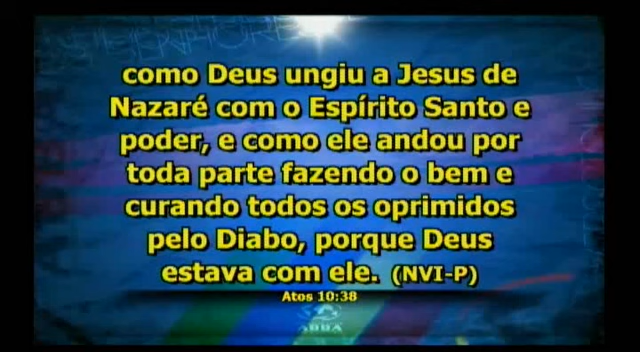 como Deus ungiu a Jesus de
Nazaré com o Espírito Santo e
poder, e como ele andou por
toda parte fazendo o bem e
curando todos os oprimidos
pelo Diabo, porque Deus
estava com ele. (NVI-P)
Atos 10:38
ABBA